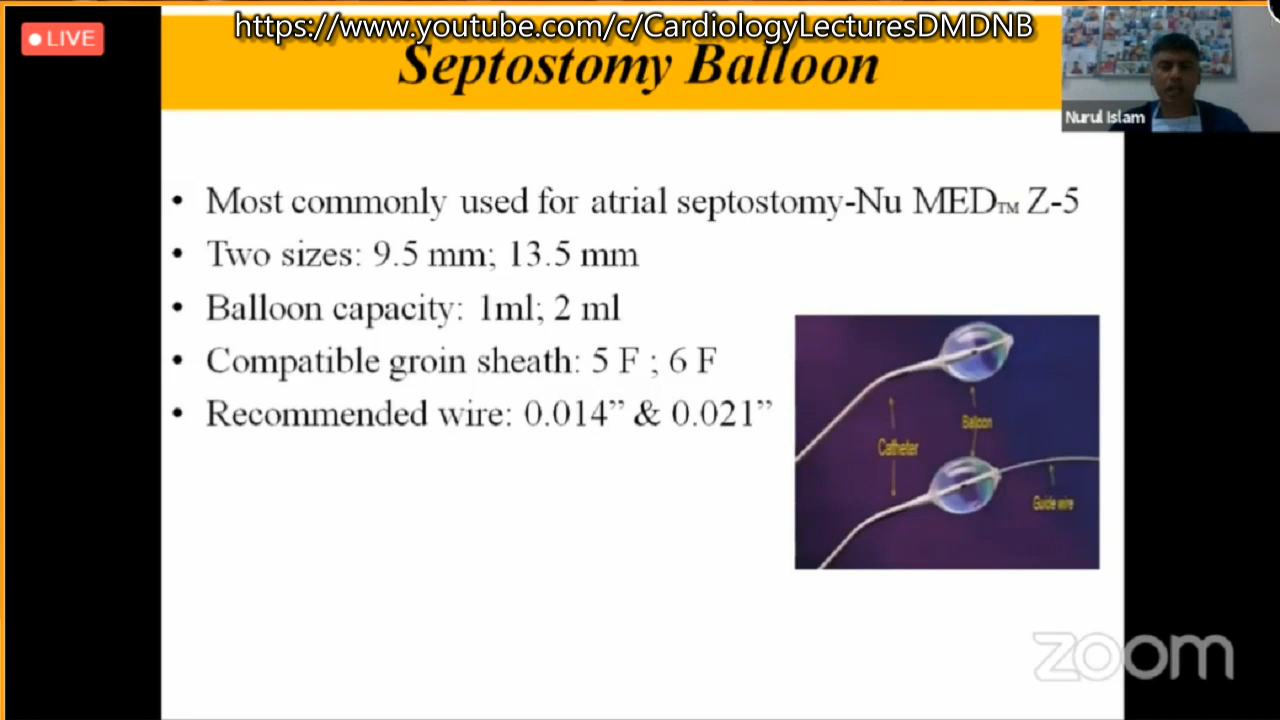 https://www.youtube.com/c/CardiologyLecturesDMDNB
LIVE
Septostomy Balloon
Nurul Islam
• Most commonly used for atrial septostomy-Nu MED™ Z-5
• Two sizes: 9.5 mm; 13.5 mm
• Balloon capacity: 1ml; 2 ml
• Compatible groin sheath: 5 F ; 6 F
• Recommended wire: 0.014” & 0.021”
Balloon
Catheter
Guide wire
zoom